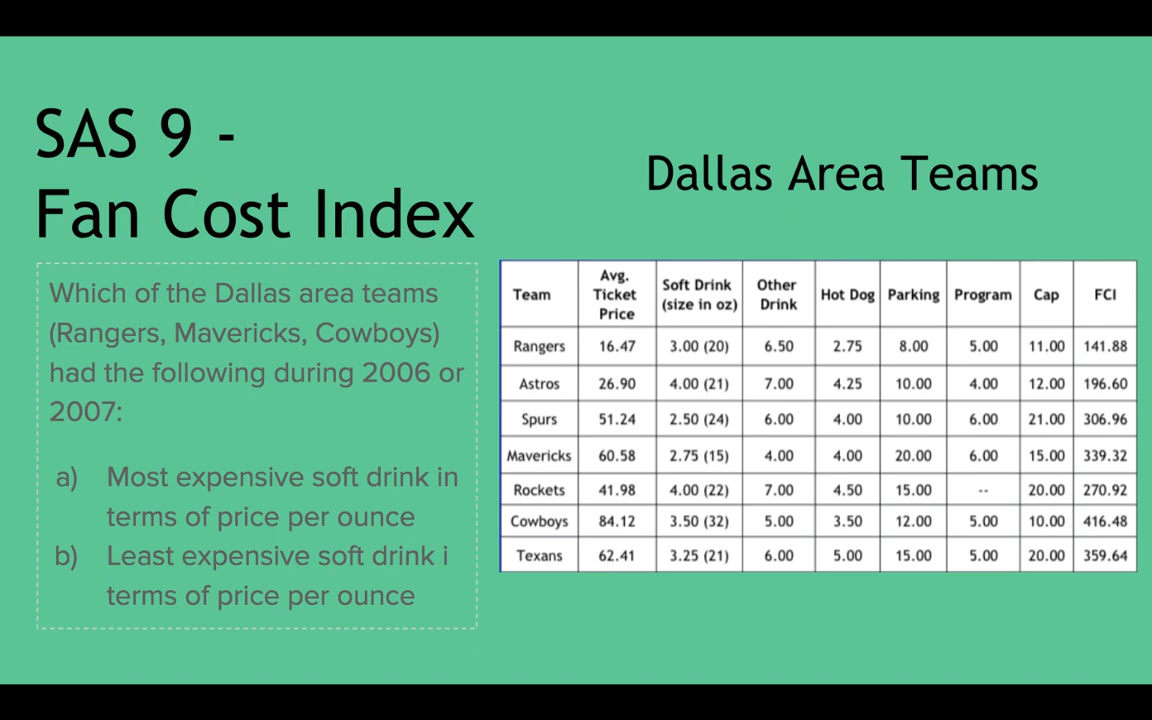 SAS 9 -
Fan Cost Index
Dallas Area Teams
Which of the Dallas area teams
(Rangers, Mavericks, Cowboys)
had the following during 2006 or
2007:
a) Most expensive soft drink in
terms of price per ounce
b) Least expensive soft drink i
terms of price per ounce
Team Avg. Ticket Price Soft Drink (size in oz) Other Drink Hot Dog Parking Program Cap FCI
Rangers 16.47 3.00 (20) 6.50 2.75 8.00 5.00 11.00 141.88
Astros 26.90 4.00 (21) 7.00 4.25 10.00 4.00 12.00 196.60
Spurs 51.24 2.50 (24) 6.00 4.00 10.00 6.00 21.00 306.96
Mavericks 60.58 2.75 (15) 4.00 4.00 20.00 6.00 15.00 339.32
Rockets 41.98 4.00 (22) 7.00 4.50 15.00 -- 20.00 270.92
Cowboys 84.12 3.50 (32) 5.00 3.50 12.00 5.00 10.00 416.48
Texans 62.41 3.25 (21) 6.00 5.00 15.00 5.00 20.00 359.64